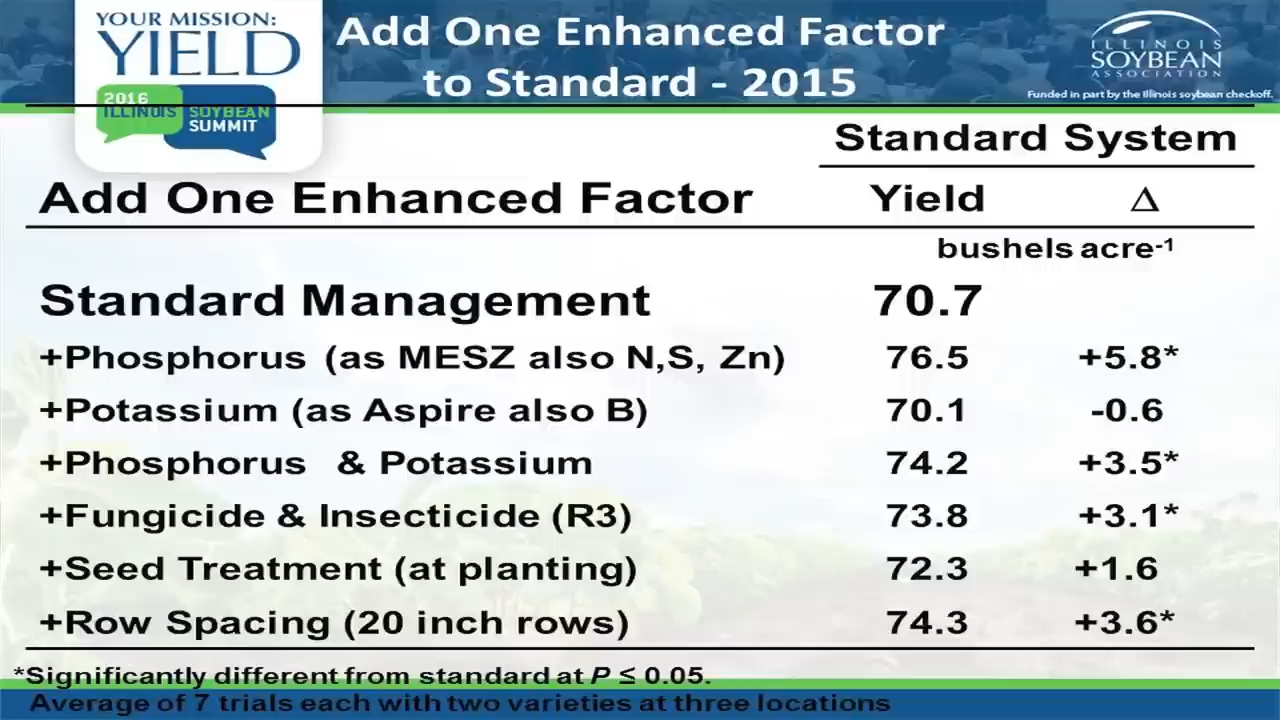 YOUR MISSION:
YIELD
2016
ILLINOIS SOYBEAN
SUMMIT
Add One Enhanced Factor
to Standard - 2015
ILLINOIS
SOYBEAN
ASSOCIATION
Funded in part by the Illinois soybean checkoff.
Standard System
Add One Enhanced Factor Yield Δ
bushels acre-1
Standard Management 70.7
+Phosphorus (as MESZ also N,S, Zn) 76.5 +5.8*
+Potassium (as Aspire also B) 70.1 -0.6
+Phosphorus & Potassium 74.2 +3.5*
+Fungicide & Insecticide (R3) 73.8 +3.1*
+Seed Treatment (at planting) 72.3 +1.6
+Row Spacing (20 inch rows) 74.3 +3.6*
*Significantly different from standard at P ≤ 0.05.
Average of 7 trials each with two varieties at three locations